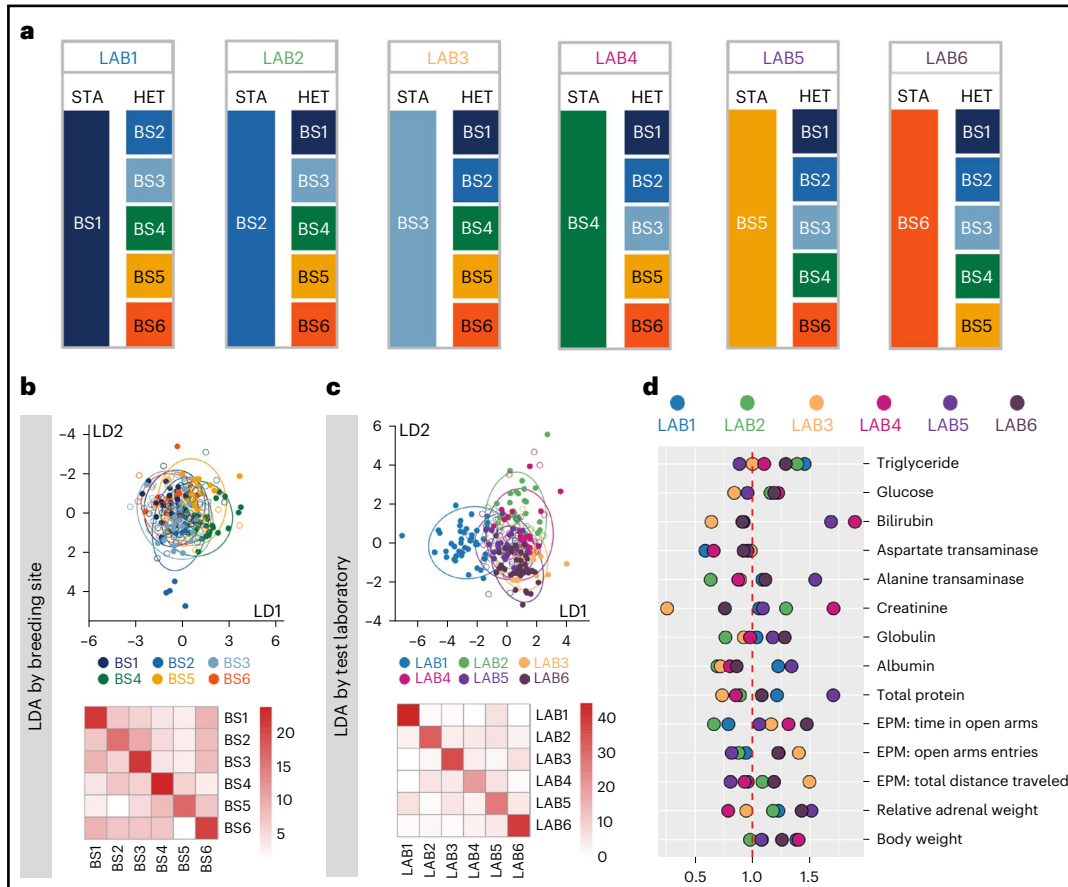 a
LAB1 LAB2 LAB3 LAB4 LAB5 LAB6
STA HET STA HET STA HET STA HET STA HET STA HET
BS2 BS1 BS1 BS1 BS1 BS1
BS3 BS3 BS2 BS2 BS2 BS2
BS1 BS4 BS2 BS4 BS3 BS4 BS4 BS3 BS5 BS3 BS6 BS3
BS5 BS5 BS5 BS5 BS4 BS4
BS6 BS6 BS6 BS6 BS6 BS5
b
LDA by breeding site
LD2
−4
−2
0
2
4
LD1
−6 −3 0 3 6
BS1 BS2 BS3
BS4 BS5 BS6
BS1
BS2
BS3
BS4
BS5
BS6
BS1 BS2 BS3 BS4 BS5 BS6
20
15
10
5
c
LDA by test laboratory
LD2
6
4
2
0
−2
−4
LD1
−6 −4 −2 0 2 4
LAB1 LAB2 LAB3
LAB4 LAB5 LAB6
LAB1
LAB2
LAB3
LAB4
LAB5
LAB6
LAB1 LAB2 LAB3 LAB4 LAB5 LAB6
40
30
20
10
0
d
LAB1 LAB2 LAB3 LAB4 LAB5 LAB6
Triglyceride
Glucose
Bilirubin
Aspartate transaminase
Alanine transaminase
Creatinine
Globulin
Albumin
Total protein
EPM: time in open arms
EPM: open arms entries
EPM: total distance traveled
Relative adrenal weight
Body weight
0.5 1.0 1.5